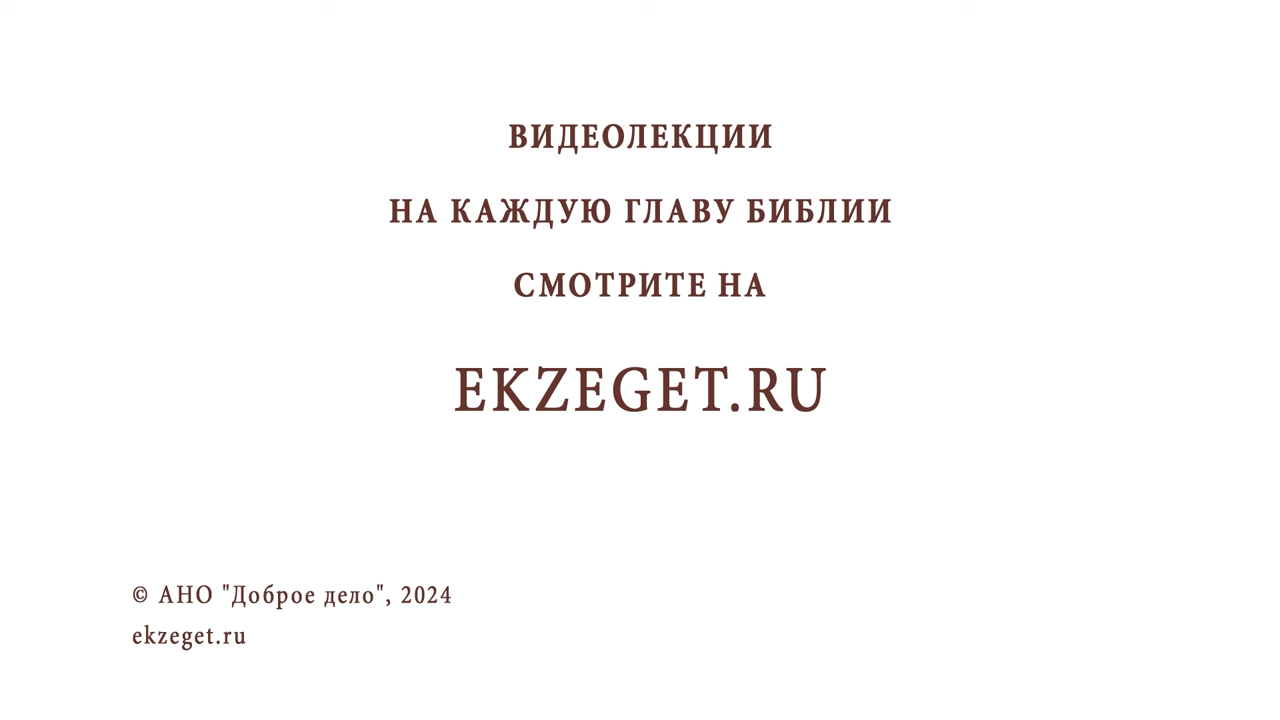 ВИДЕОЛЕКЦИИ
НА КАЖДУЮ ГЛАВУ БИБЛИИ
СМОТРИТЕ НА
EKZEGET.RU
© АНО "Доброе дело", 2024
ekzeget.ru